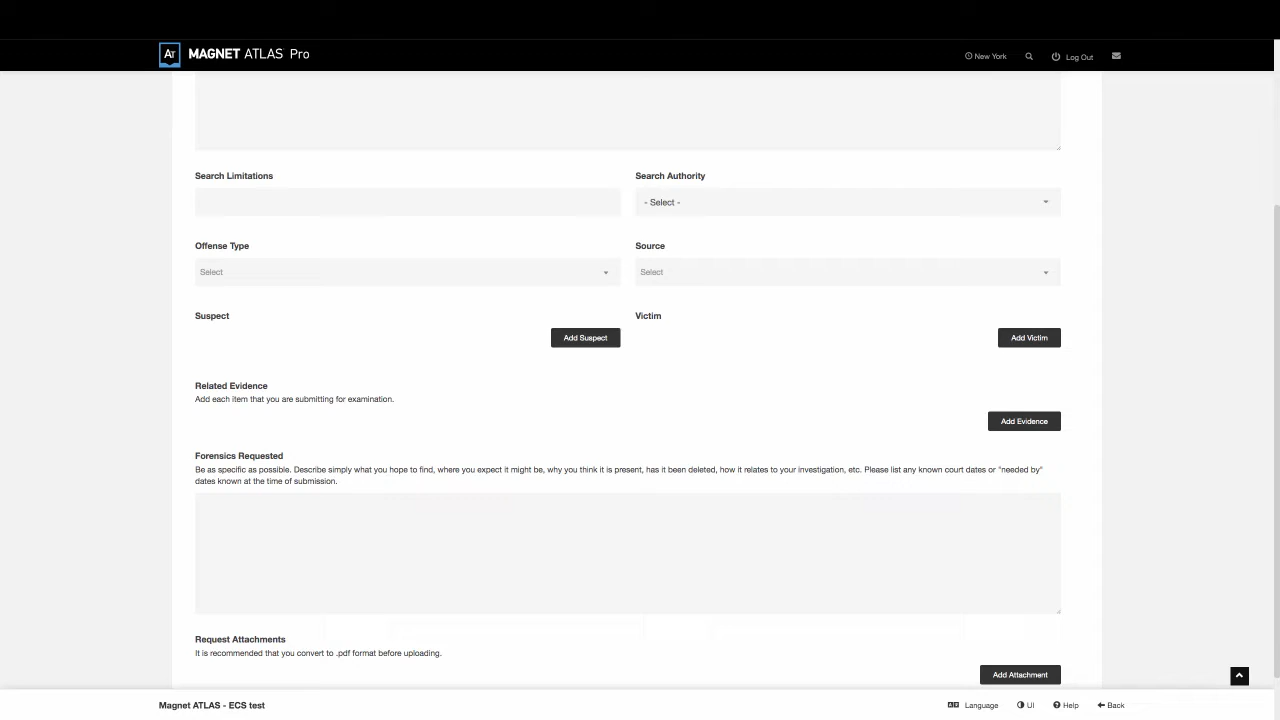 AT MAGNET ATLAS Pro
New York
Log Out
Search Limitations
Search Authority
- Select -
Offense Type
Source
Select
Select
Suspect
Victim
Add Suspect
Add Victim
Related Evidence
Add each item that you are submitting for examination.
Add Evidence
Forensics Requested
Be as specific as possible. Describe simply what you hope to find, where you expect it might be, why you think it is present, has it been deleted, how it relates to your investigation, etc. Please list any known court dates or "needed by"
dates known at the time of submission.
Request Attachments
It is recommended that you convert to .pdf format before uploading.
Add Attachment
Magnet ATLAS - ECS test
Language
UI
Help
Back